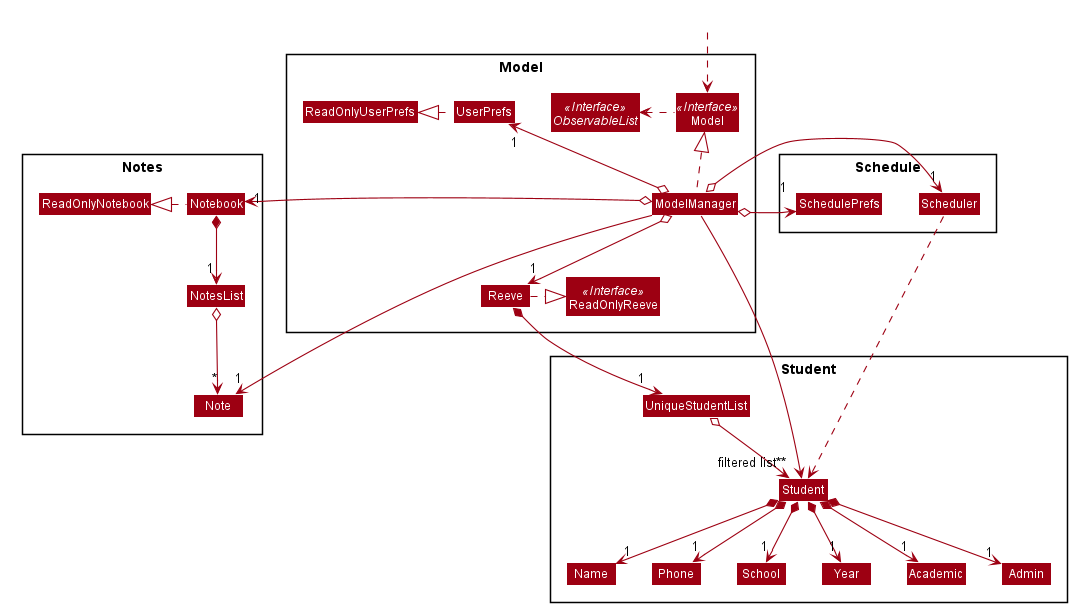 Model
«Interface»
ObservableList
«Interface»
Model
ReadOnlyUserPrefs
UserPrefs
1
Notes
Schedule
ReadOnlyNotebook
Notebook
1
ModelManager
1
SchedulePrefs
1
Scheduler
1
NotesList
1
Reeve
«Interface»
ReadOnlyReeve
*
1
Note
Student
1
UniqueStudentList
filtered list
*
*
Student
1
1
1
1
1
1
Name
Phone
School
Year
Academic
Admin